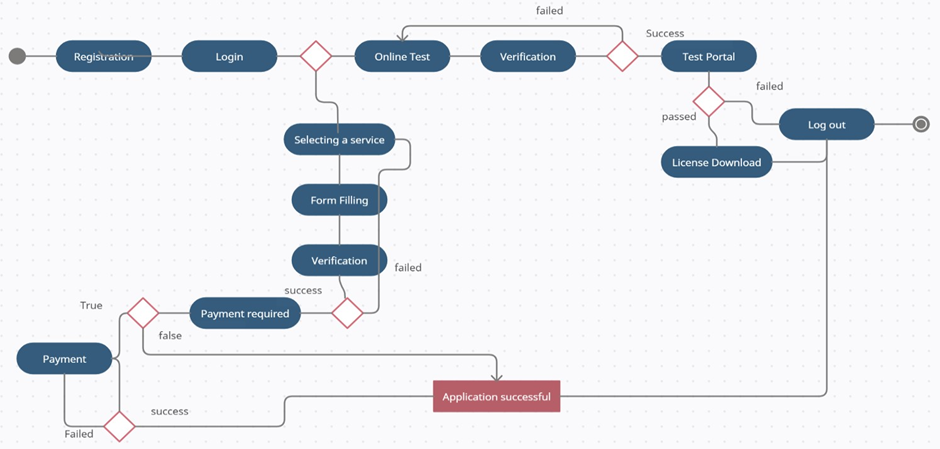 failed
Success
Registration
Login
Online Test
Verification
Test Portal
failed
passed
Log out
Selecting a service
License Download
Form Filling
Verification
failed
success
True
Payment required
false
Payment
Application successful
success
Failed